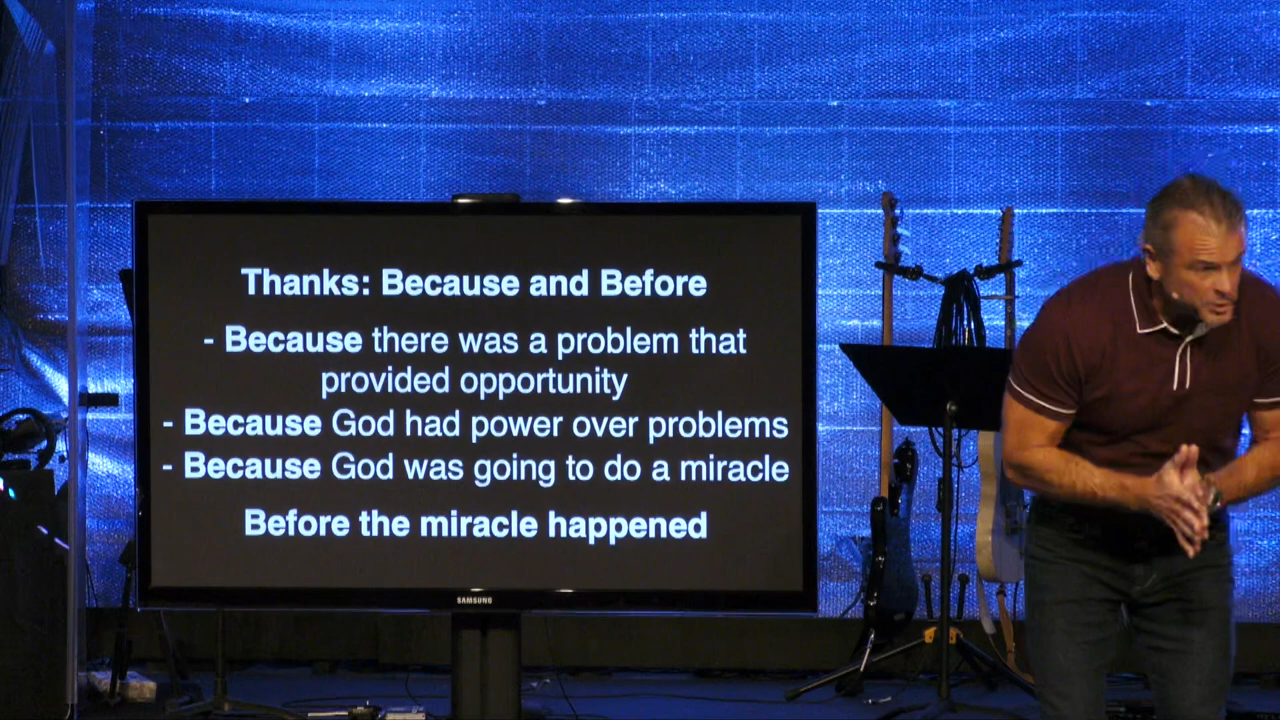 Thanks: Because and Before
- Because there was a problem that
provided opportunity
- Because God had power over problems
- Because God was going to do a miracle
Before the miracle happened
SAMSUNG